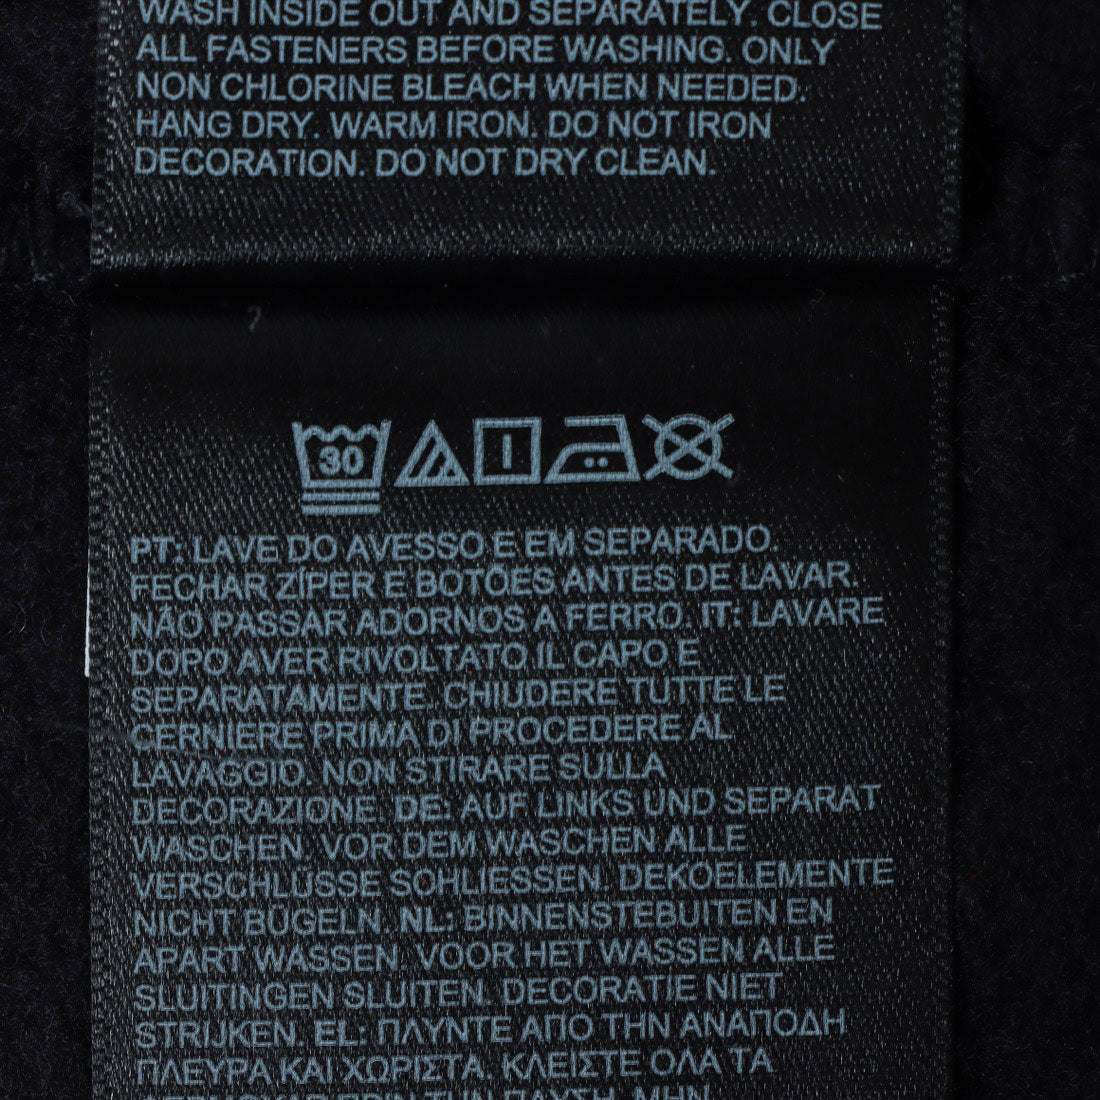 WASH INSIDE OUT AND SEPARATELY. CLOSE
ALL FASTENERS BEFORE WASHING. ONLY
NON CHLORINE BLEACH WHEN NEEDED.
HANG DRY. WARM IRON. DO NOT IRON
DECORATION. DO NOT DRY CLEAN.
30
PT: LAVE DO AVESSO E EM SEPARADO.
FECHAR ZÍPER E BOTÕES ANTES DE LAVAR.
NÃO PASSAR ADORNOS A FERRO. IT: LAVARE
DOPO AVER RIVOLTATO IL CAPO E
SEPARATAMENTE. CHIUDERE TUTTE LE
CERNIERE PRIMA DI PROCEDERE AL
LAVAGGIO. NON STIRARE SULLA
DECORAZIONE. DE: AUF LINKS UND SEPARAT
WASCHEN. VOR DEM WASCHEN ALLE
VERSCHLÜSSE SCHLIESSEN. DEKOELEMENTE
NICHT BÜGELN. NL: BINNENSTEBUITEN EN
APART WASSEN. VOOR HET WASSEN ALLE
SLUITINGEN SLUITEN. DECORATIE NIET
STRIJKEN. EL: ΠΛΥΝΤΕ ΑΠΟ ΤΗΝ ΑΝΑΠΟΔΗ
ΠΛΕΥΡΑ ΚΑΙ ΧΩΡΙΣΤΑ. ΚΛΕΙΣΤΕ ΟΛΑ ΤΑ
ΠΡΙΝ ΤΗΝ ΠΛΥΣΗ. ΜΗΝ